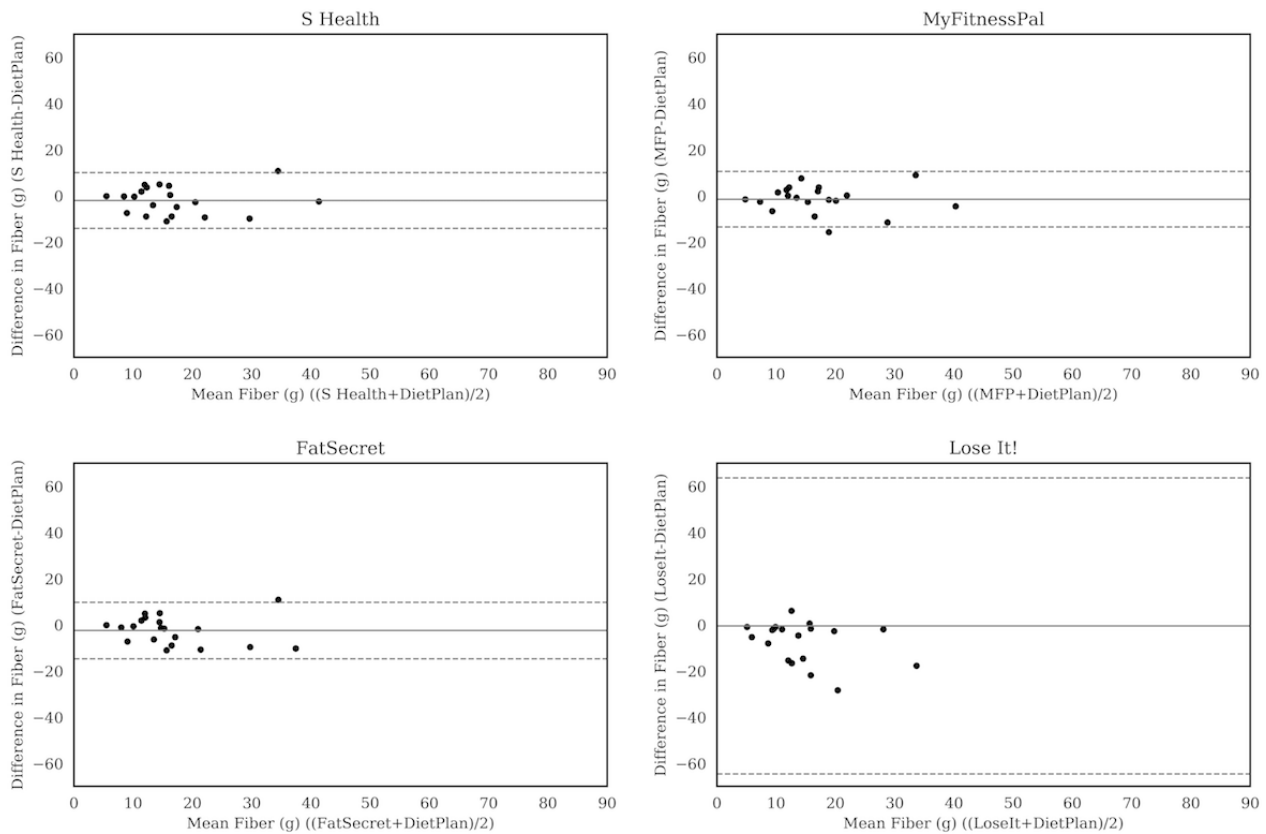 S Health
Difference in Fiber (g) (S Health-DietPlan)
60
40
20
0
−20
−40
−60
0 10 20 30 40 50 60 70 80 90
Mean Fiber (g) ((S Health+DietPlan)/2)
MyFitnessPal
Difference in Fiber (g) (MFP-DietPlan)
60
40
20
0
−20
−40
−60
0 10 20 30 40 50 60 70 80 90
Mean Fiber (g) ((MFP+DietPlan)/2)
FatSecret
Difference in Fiber (g) (FatSecret-DietPlan)
60
40
20
0
−20
−40
−60
0 10 20 30 40 50 60 70 80 90
Mean Fiber (g) ((FatSecret+DietPlan)/2)
Lose It!
Difference in Fiber (g) (LoseIt-DietPlan)
60
40
20
0
−20
−40
−60
0 10 20 30 40 50 60 70 80 90
Mean Fiber (g) ((LoseIt+DietPlan)/2)